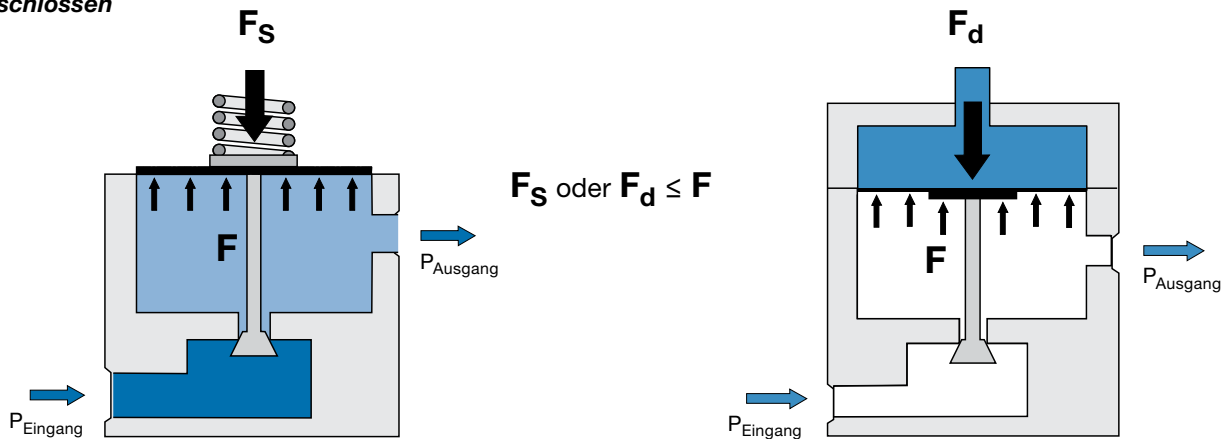 schlossen
F_S
F_d
F_S oder F_d ≤ F
F
F
P_Ausgang
P_Ausgang
P_Eingang
P_Eingang